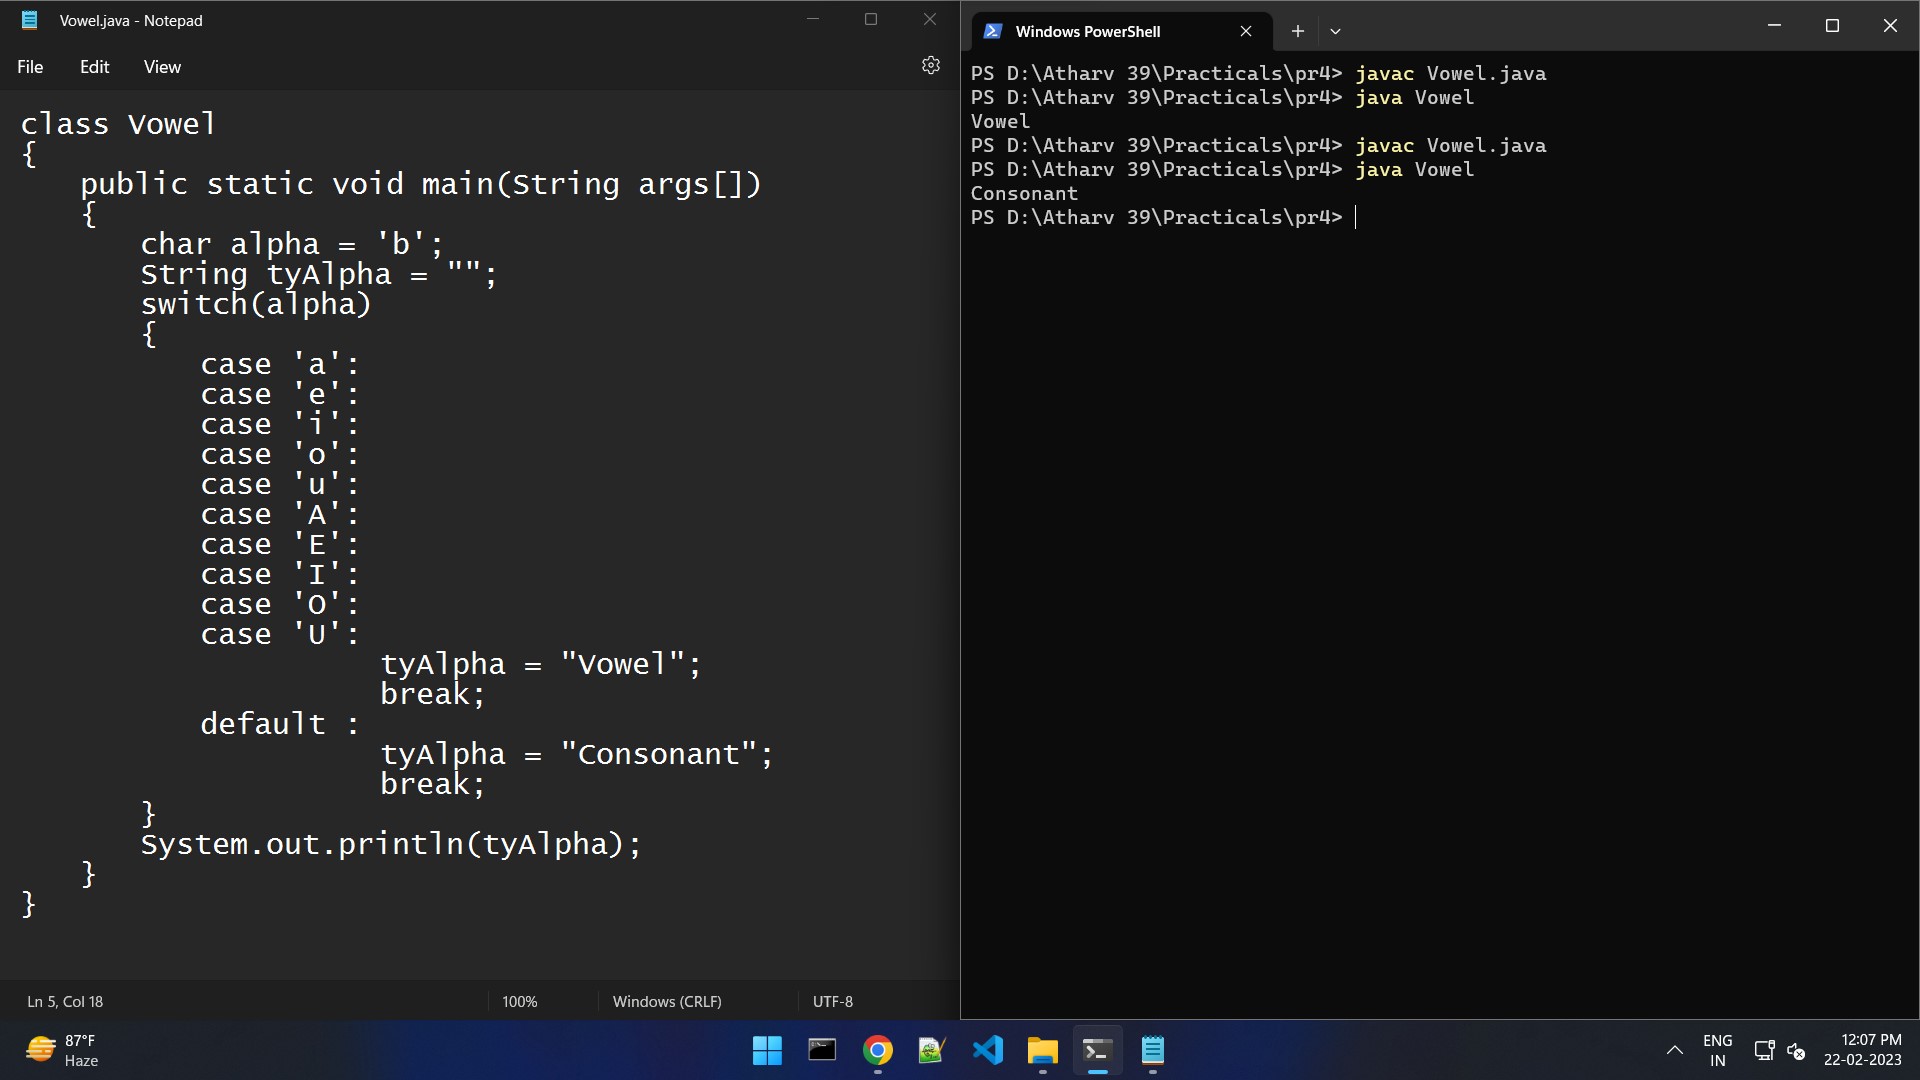 Vowel.java - Notepad
File Edit View
class Vowel
{
    public static void main(String args[])
    {
        char alpha = 'b';
        String tyAlpha = "";
        switch(alpha)
        {
            case 'a':
            case 'e':
            case 'i':
            case 'o':
            case 'u':
            case 'A':
            case 'E':
            case 'I':
            case 'O':
            case 'U':
                        tyAlpha = "Vowel";
                        break;
            default :
                        tyAlpha = "Consonant";
                        break;
        }
        System.out.println(tyAlpha);
    }
}
Ln 5, Col 18 100% Windows (CRLF) UTF-8
Windows PowerShell
PS D:\Atharv 39\Practicals\pr4> javac Vowel.java
PS D:\Atharv 39\Practicals\pr4> java Vowel
Vowel
PS D:\Atharv 39\Practicals\pr4> javac Vowel.java
PS D:\Atharv 39\Practicals\pr4> java Vowel
Consonant
PS D:\Atharv 39\Practicals\pr4>
87°F
Haze
ENG
IN
12:07 PM
22-02-2023